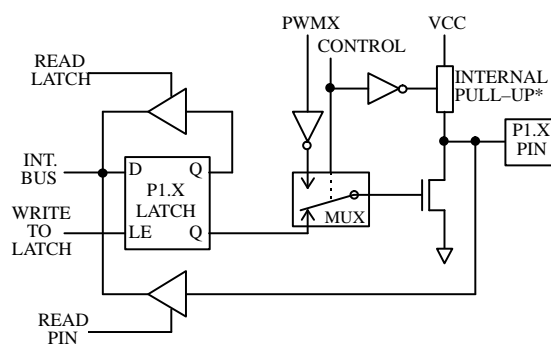 PWMX
VCC
CONTROL
READ
LATCH
INTERNAL
PULL–UP*
P1.X
PIN
INT.
BUS
D
Q
P1.X
LATCH
WRITE
TO
LATCH
LE
Q
MUX
READ
PIN